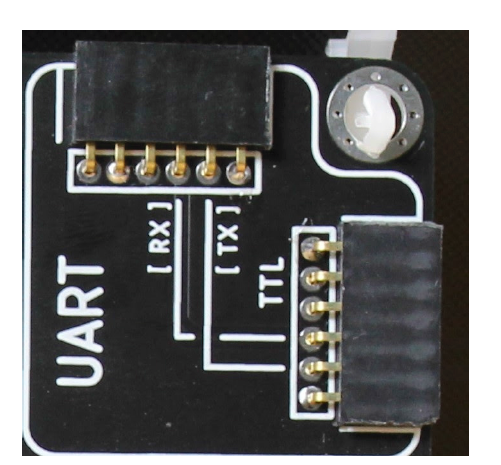 [ RX ]
[ TX ]
TTL
UART